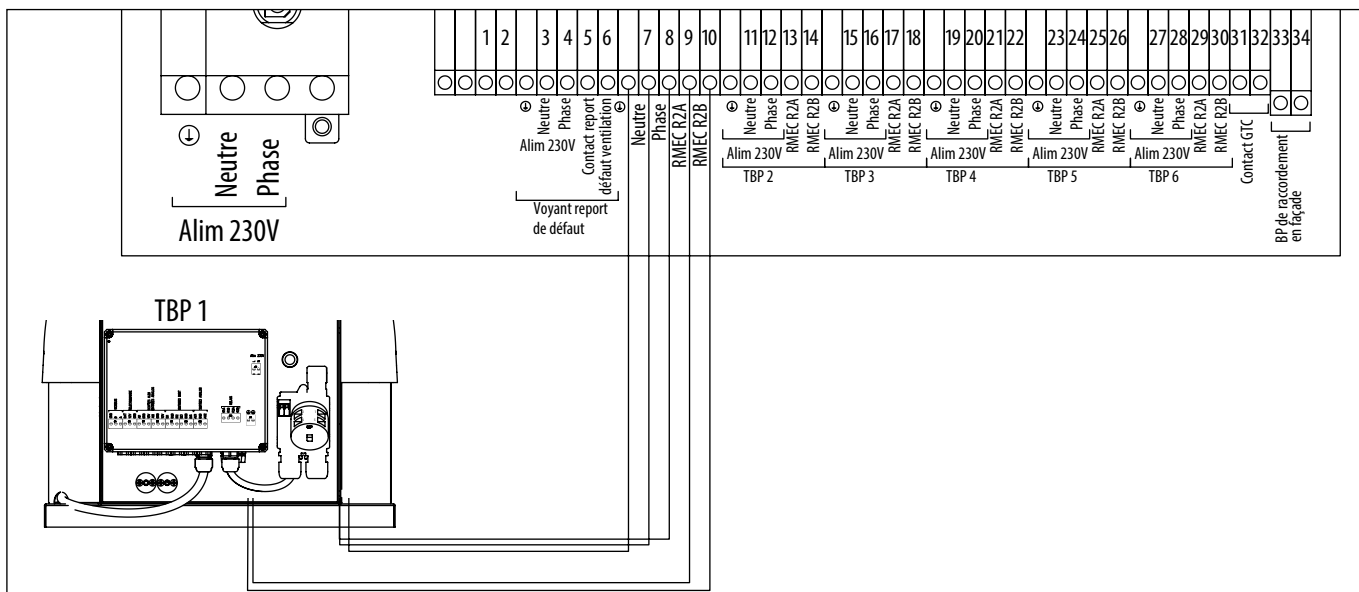 1 2 3 4 5 6 7 8 9 10 11 12 13 14 15 16 17 18 19 20 21 22 23 24 25 26 27 28 29 30 31 32 33 34
Neutre
Phase
Alim 230V
Neutre
Phase
Alim 230V
Contact report
défaut ventilation
Voyant report
de défaut
Neutre
Phase
RMEC R2A
RMEC R2B
Neutre
Phase
Alim 230V
RMEC R2A
RMEC R2B
TBP 2
Neutre
Phase
Alim 230V
RMEC R2A
RMEC R2B
TBP 3
Neutre
Phase
Alim 230V
RMEC R2A
RMEC R2B
TBP 4
Neutre
Phase
Alim 230V
RMEC R2A
RMEC R2B
TBP 5
Neutre
Phase
Alim 230V
RMEC R2A
RMEC R2B
TBP 6
Contact GTC
BP de raccordement
en façade
TBP 1